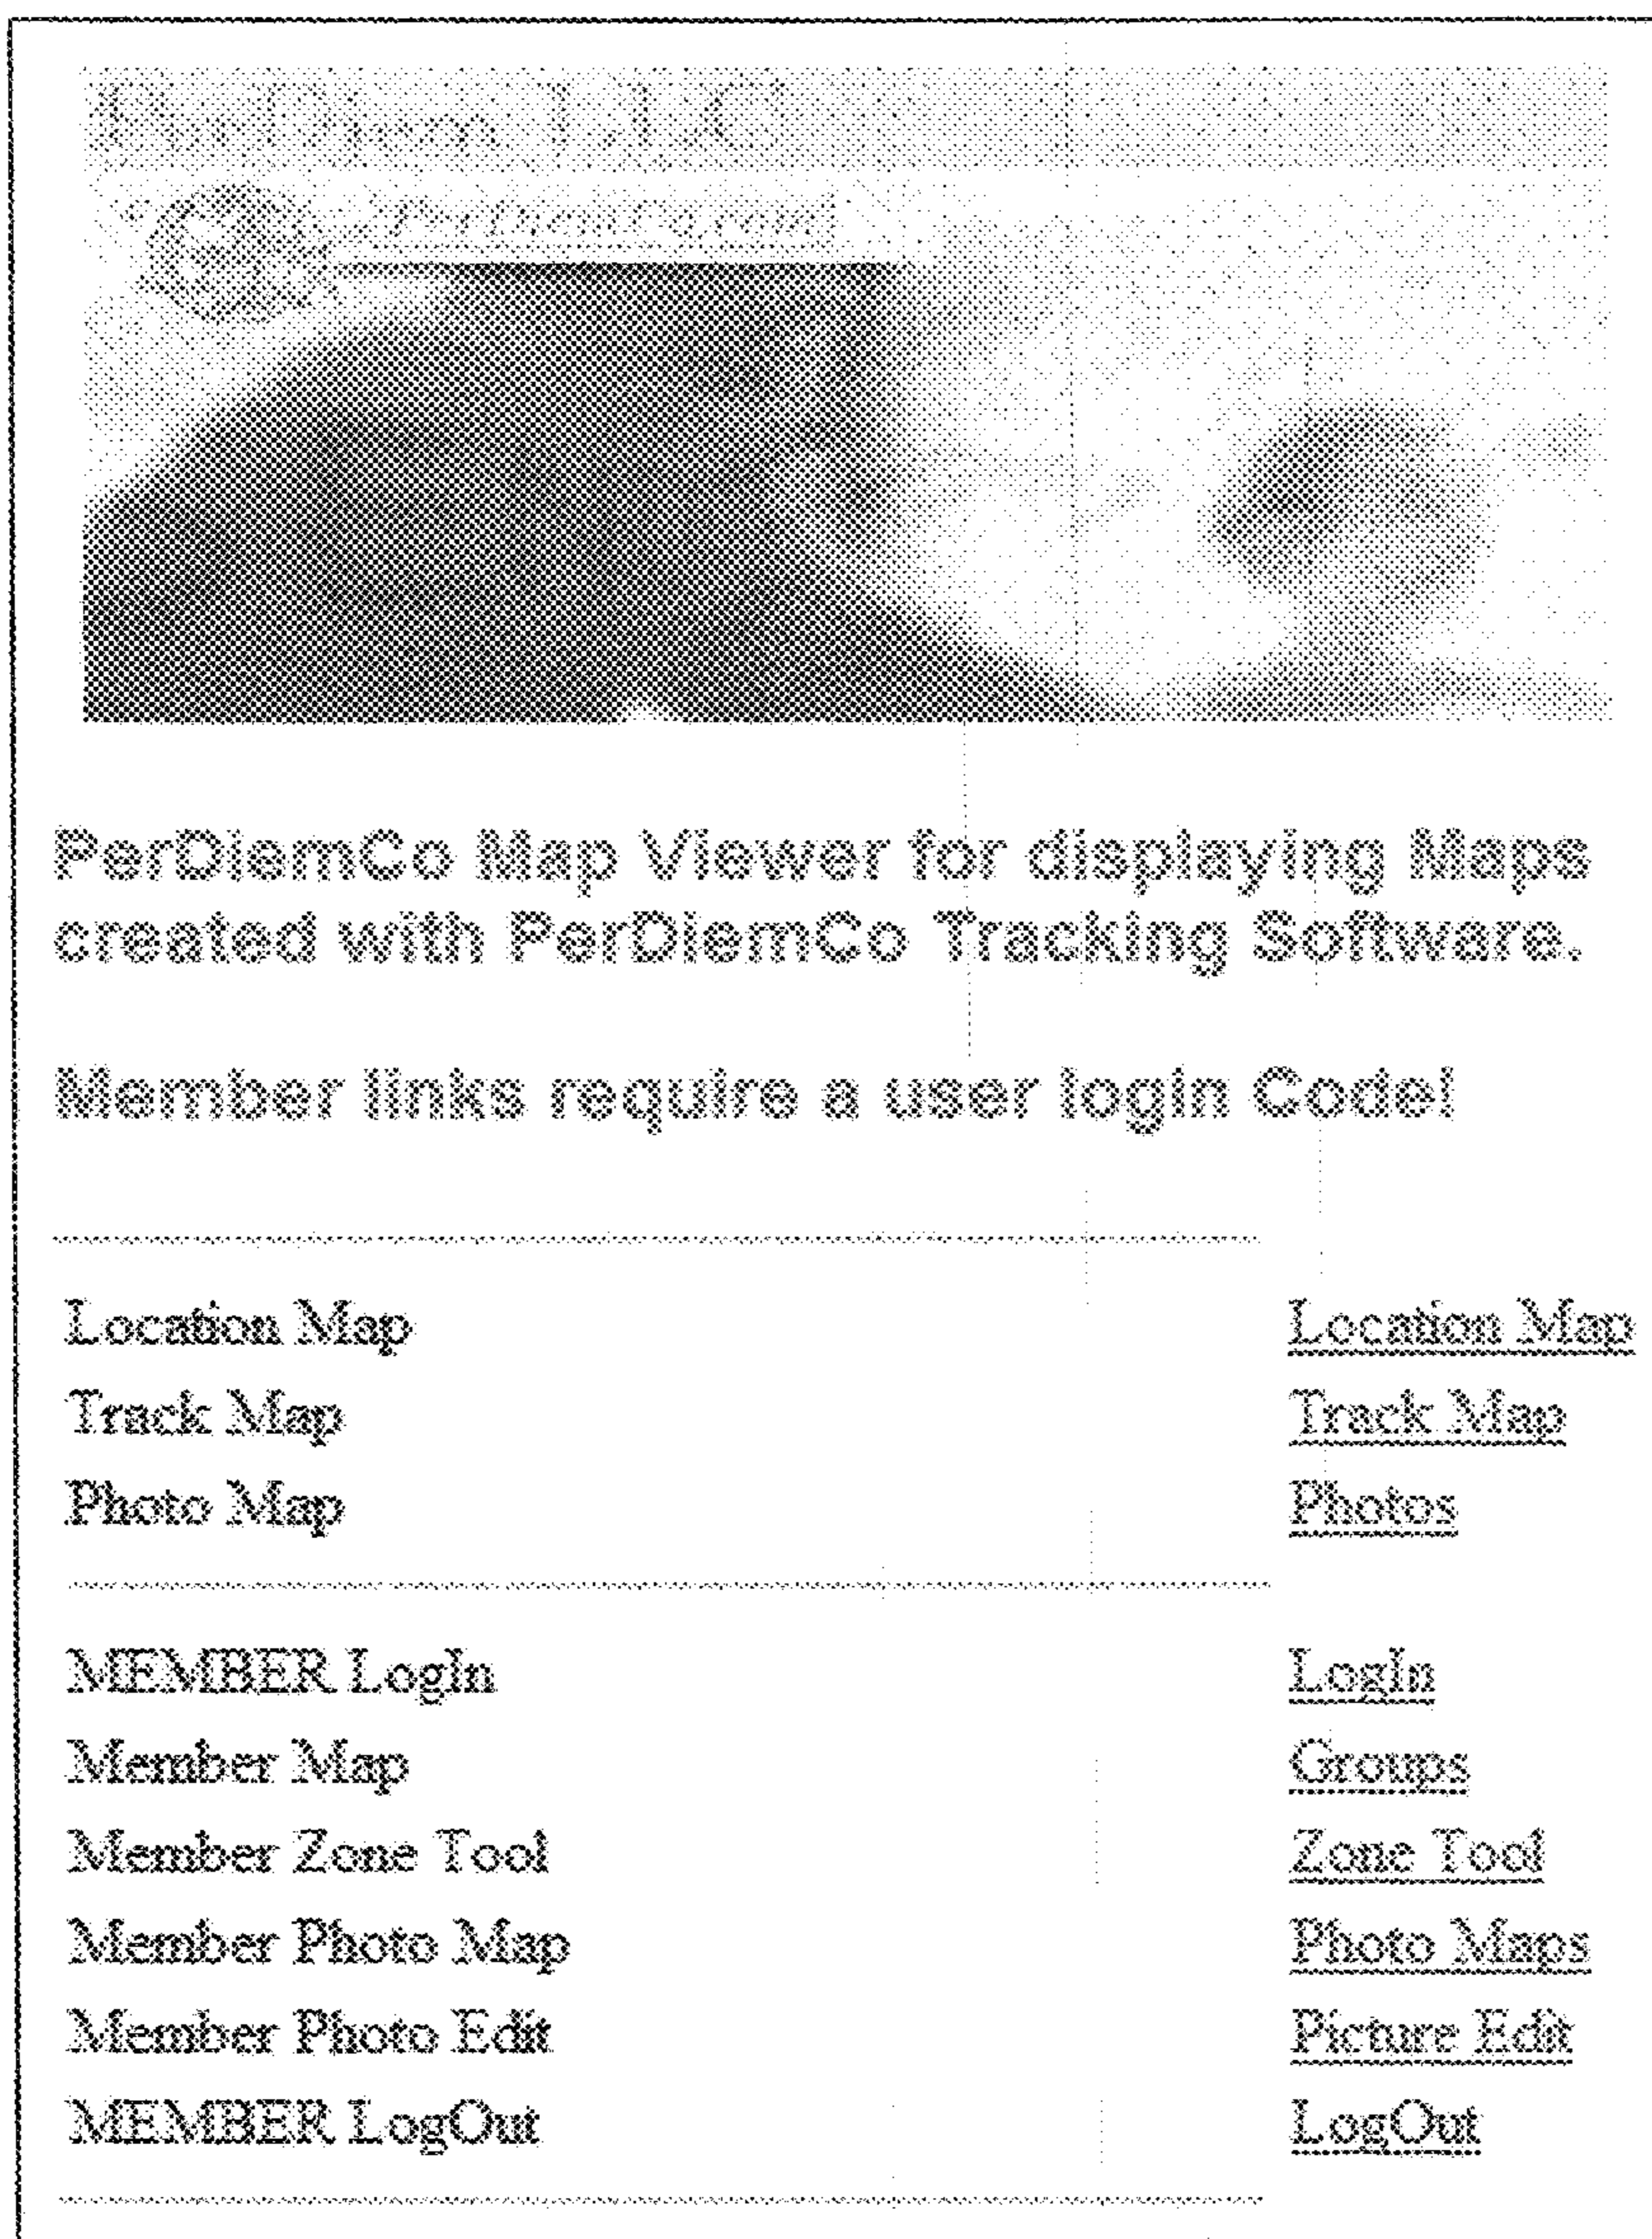 PerDiem LLC
PerDiemCo Map Viewer for displaying Maps
created with PerDiemCo Tracking Software.
Member links require a user login Code!
Location Map Location Map
Track Map Track Map
Photo Map Photos
MEMBER LogIn LogIn
Member Map Groups
Member Zone Tool Zone Tool
Member Photo Map Photo Maps
Member Photo Edit Picture Edit
MEMBER LogOut LogOut